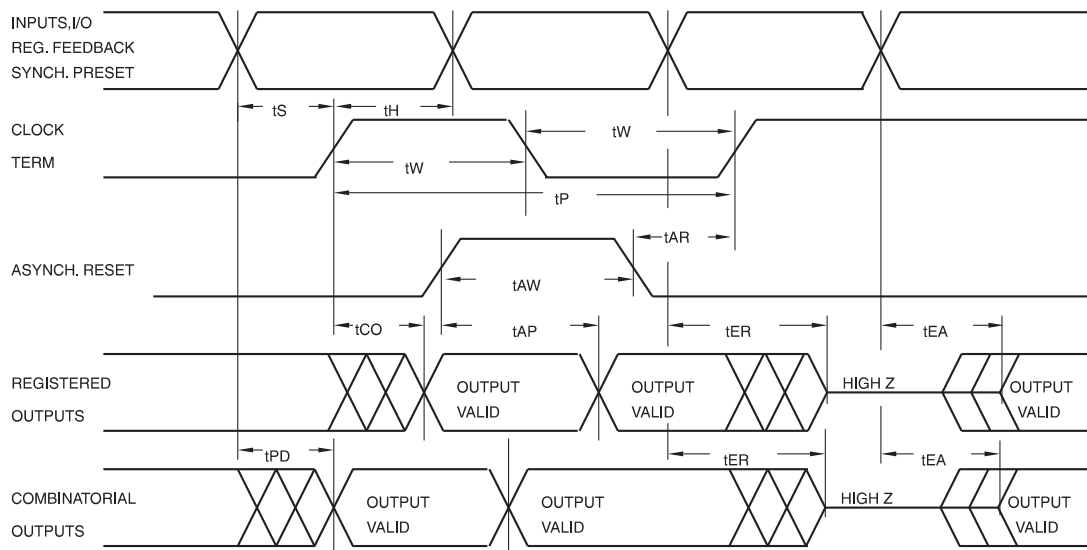 INPUTS,I/O
REG. FEEDBACK
SYNCH. PRESET
tS
tH
CLOCK
TERM
tW
tW
tP
tAR
ASYNCH. RESET
tAW
tCO
tAP
tER
tEA
REGISTERED
OUTPUTS
OUTPUT
VALID
OUTPUT
VALID
HIGH Z
OUTPUT
VALID
tPD
tER
tEA
COMBINATORIAL
OUTPUTS
OUTPUT
VALID
OUTPUT
VALID
HIGH Z
OUTPUT
VALID